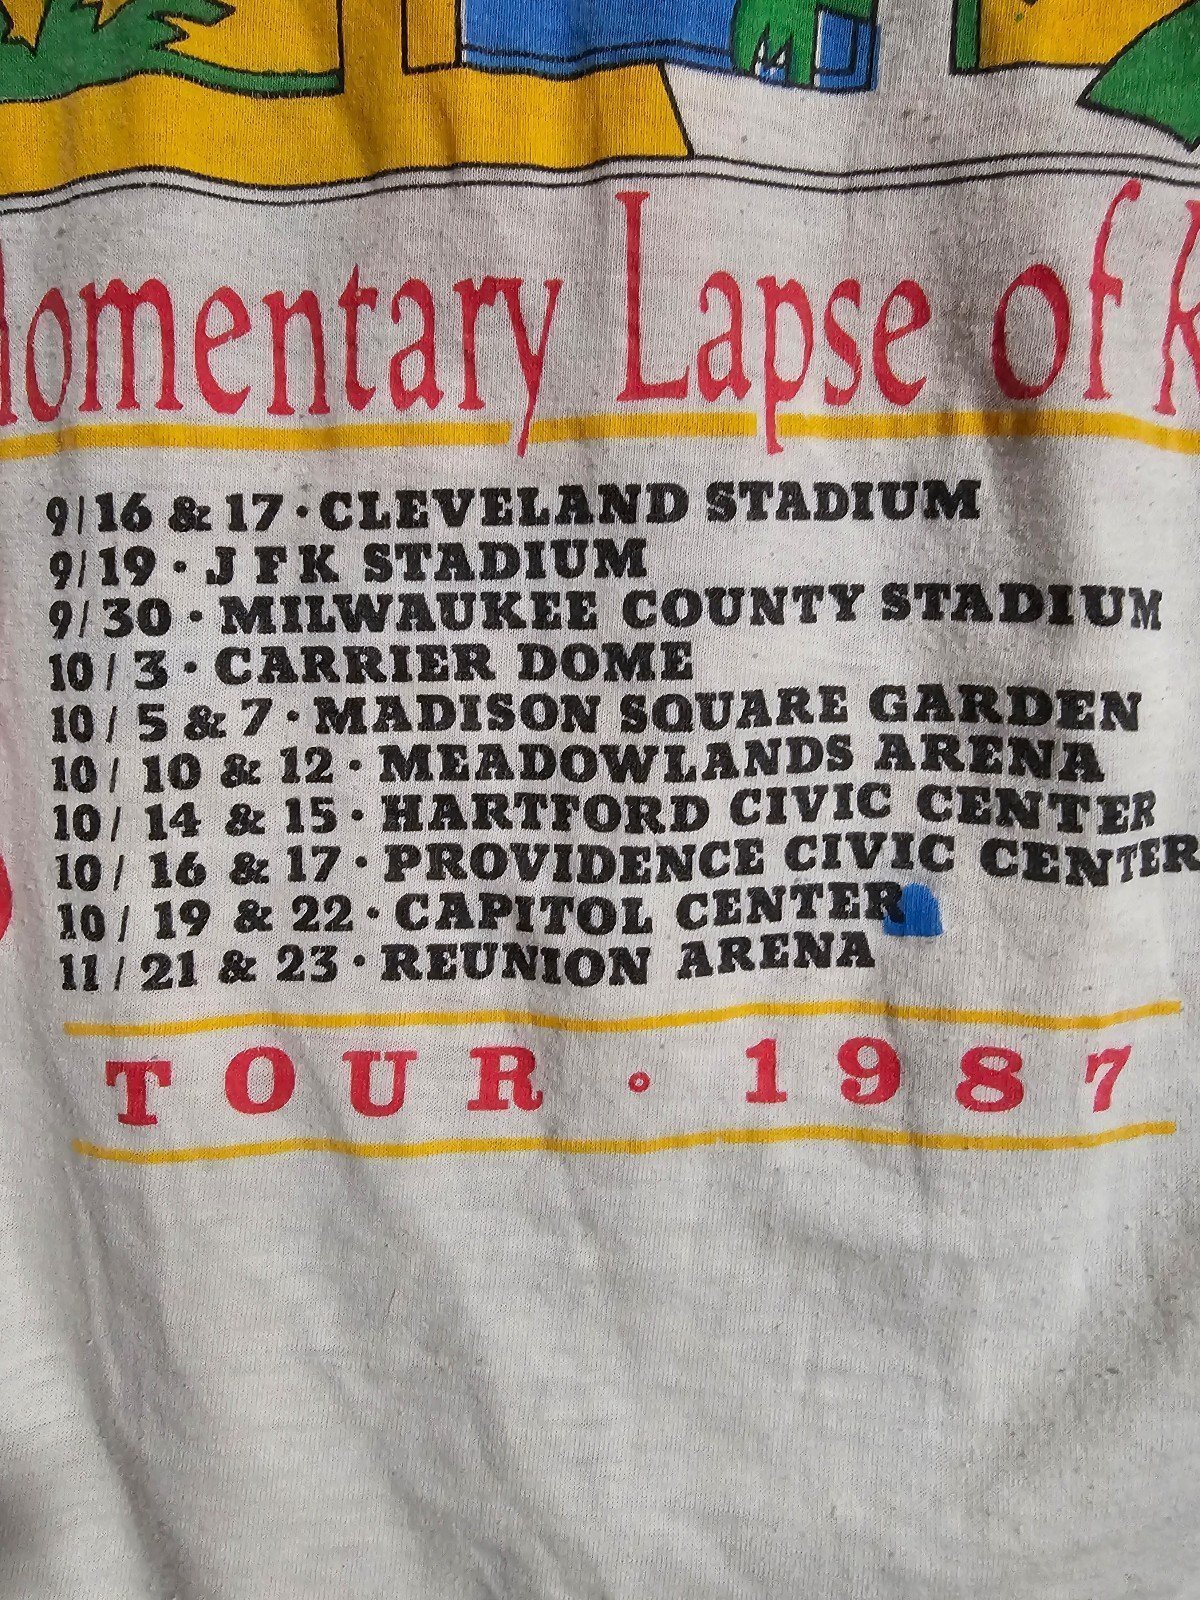 Momentary Lapse of R
9/16 & 17 · CLEVELAND STADIUM
9/19 · JFK STADIUM
9/30 · MILWAUKEE COUNTY STADIUM
10/3 · CARRIER DOME
10/5 & 7 · MADISON SQUARE GARDEN
10/10 & 12 · MEADOWLANDS ARENA
10/14 & 15 · HARTFORD CIVIC CENTER
10/16 & 17 · PROVIDENCE CIVIC CENTER
10/19 & 22 · CAPITOL CENTER
11/21 & 23 · REUNION ARENA
TOUR · 1987